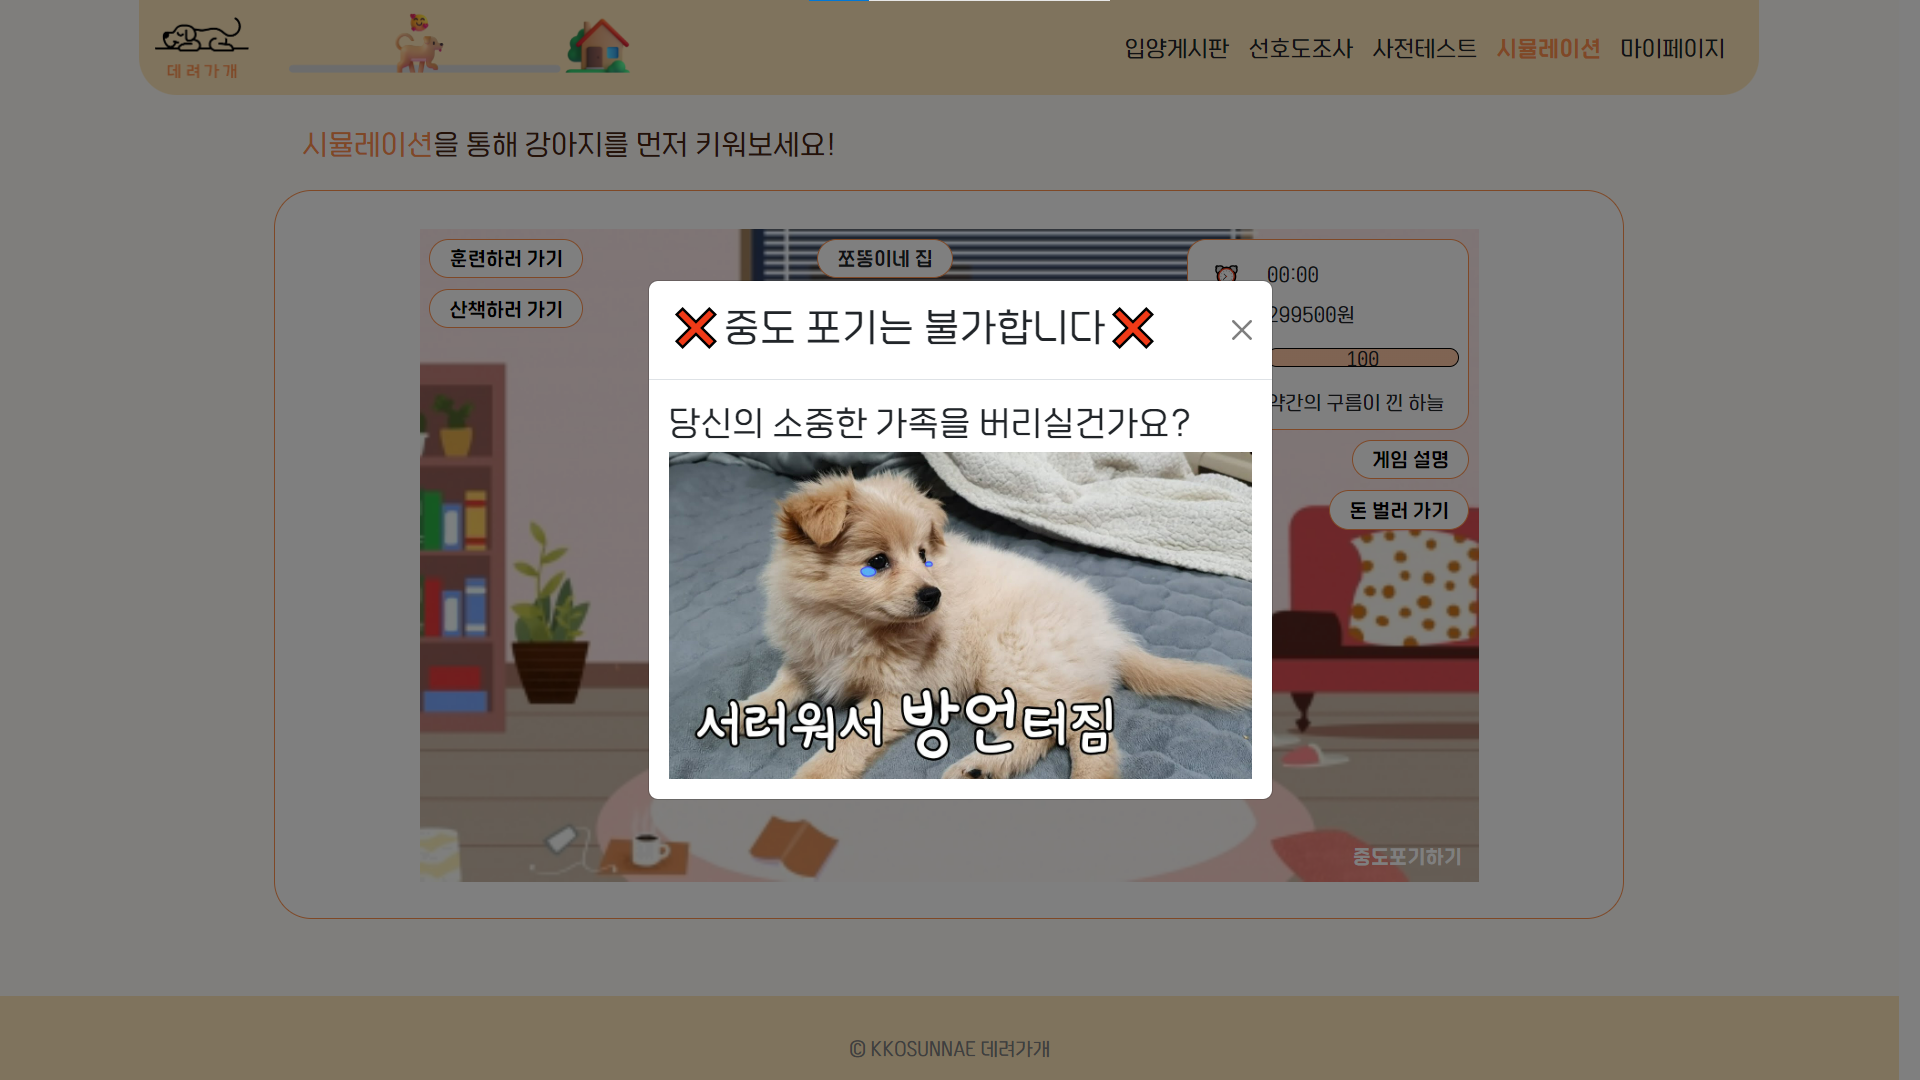 데려가개
입양게시판 선호도조사 사전테스트 시뮬레이션 마이페이지
시뮬레이션을 통해 강아지를 먼저 키워보세요!
훈련하러 가기
쪼똥이네 집
00:00
산책하러 가기
299500원
❌중도 포기는 불가합니다❌
100
약간의 구름이 낀 하늘
당신의 소중한 가족을 버리실건가요?
게임 설명
돈 벌러 가기
서러워서 방언터짐
중도포기하기
© KKOSUNNAE 데려가개